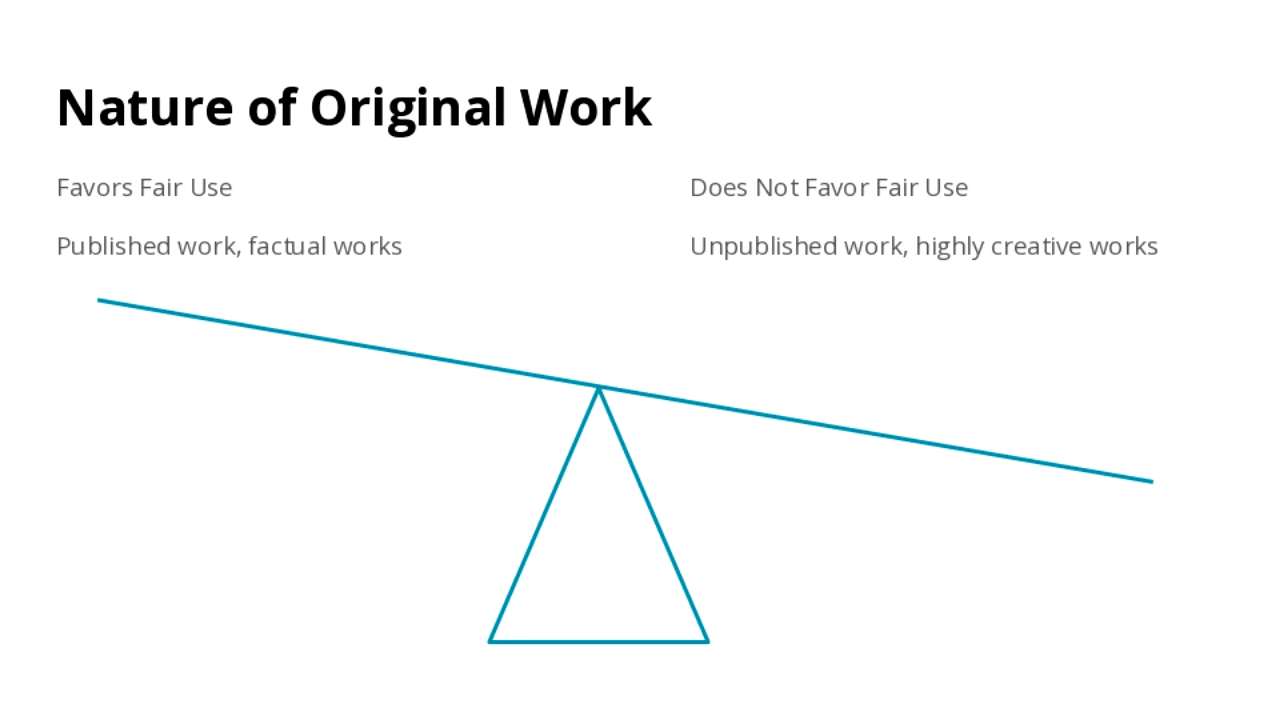 Nature of Original Work
Favors Fair Use
Published work, factual works
Does Not Favor Fair Use
Unpublished work, highly creative works